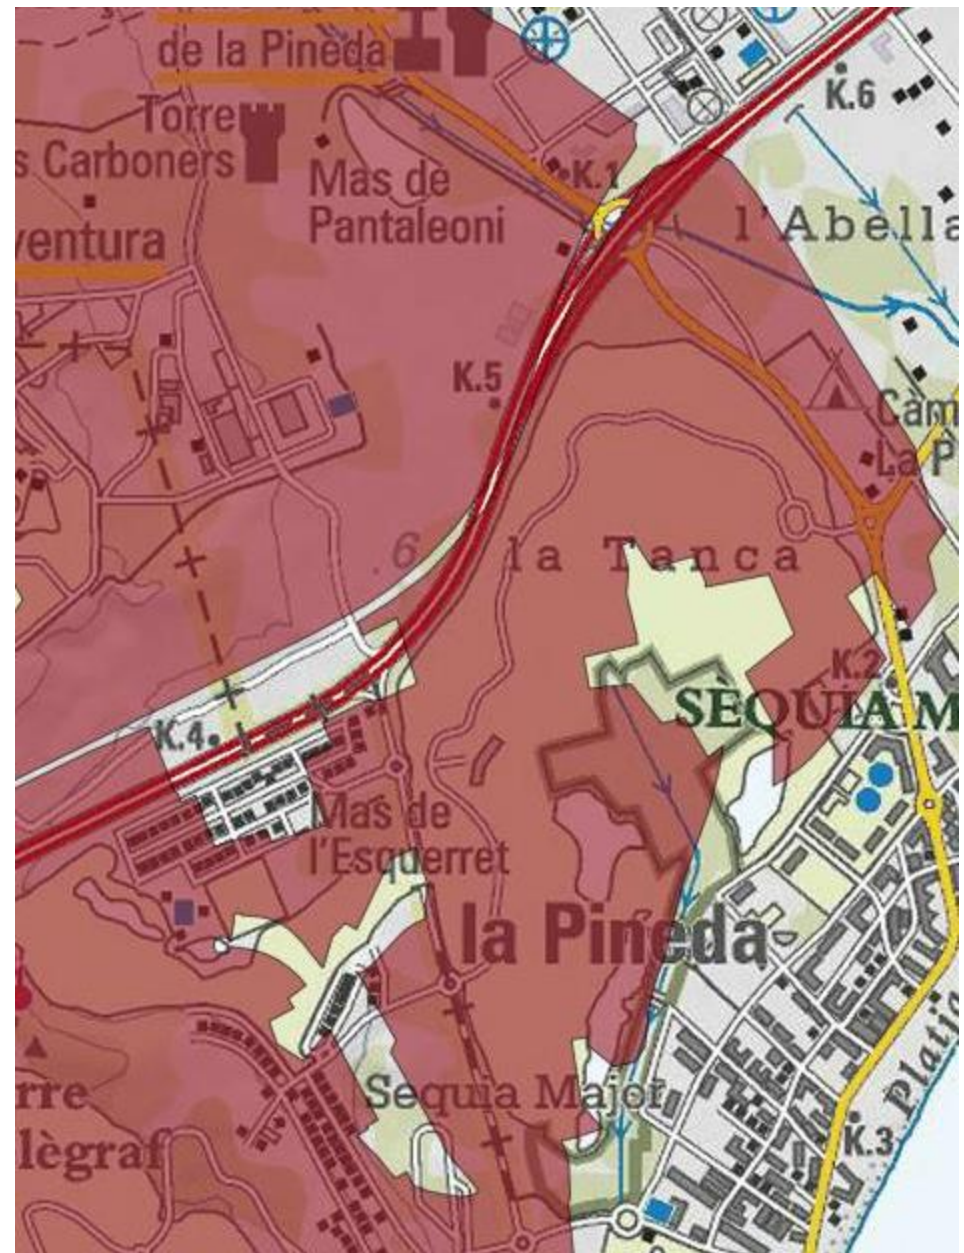 de la Pineda
Torre
s Carboners
K.6
Mas de
Pantaleoni
K.1
ventura
l'Abella
K.5
Càm
La P
.6
la Tanca
K.2
SÈQUIA M
K.4
Mas de
l'Esquerret
la Pineda
Platja
rre
lègraf
Sequia Major
K.3